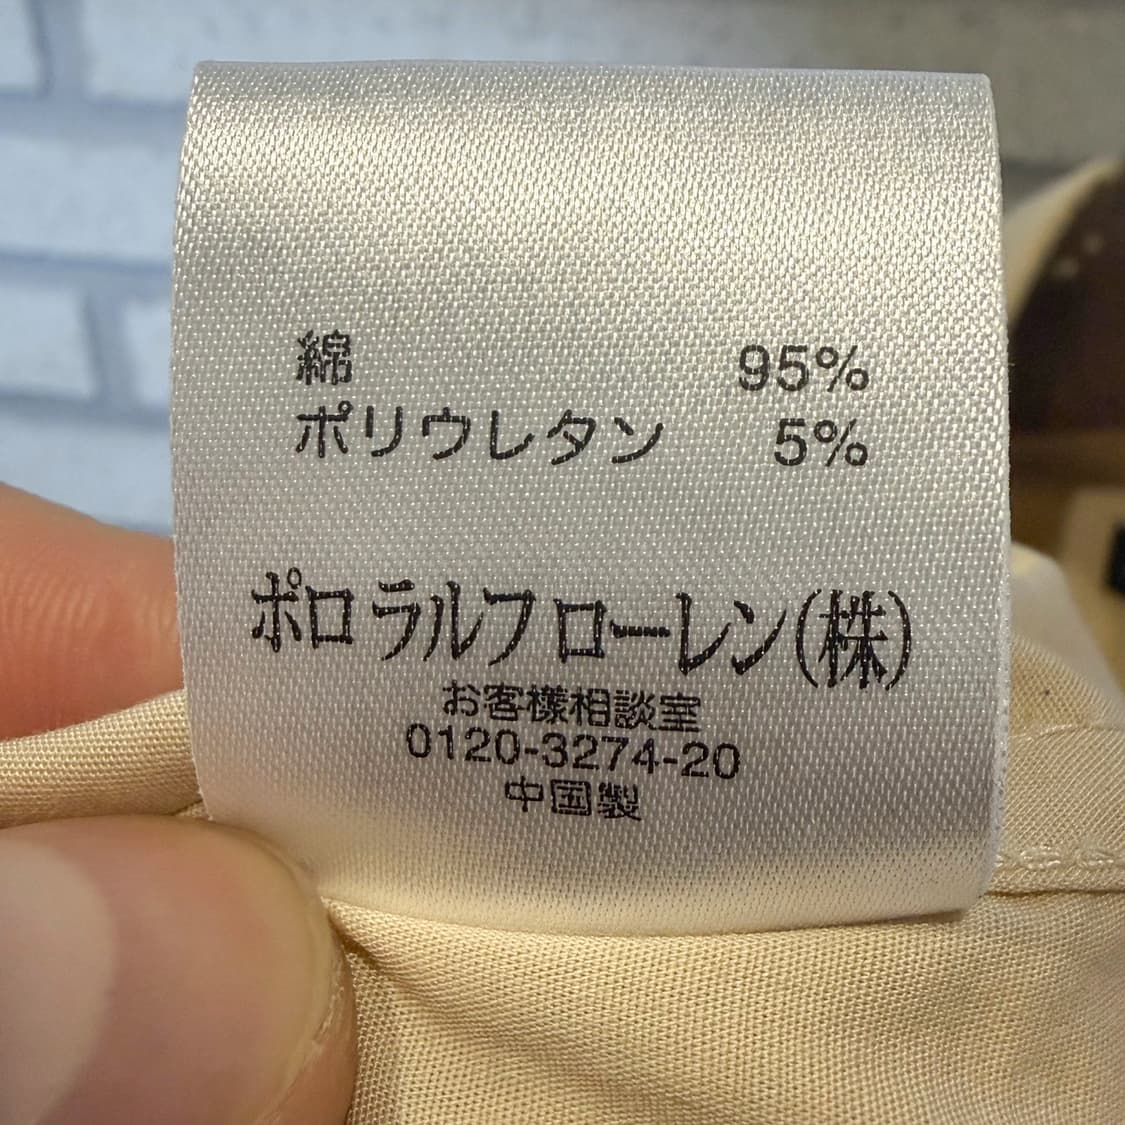 綿 95%
ポリウレタン 5%
ポロ ラルフ ローレン(株)
お客様相談室
0120-3274-20
中国製